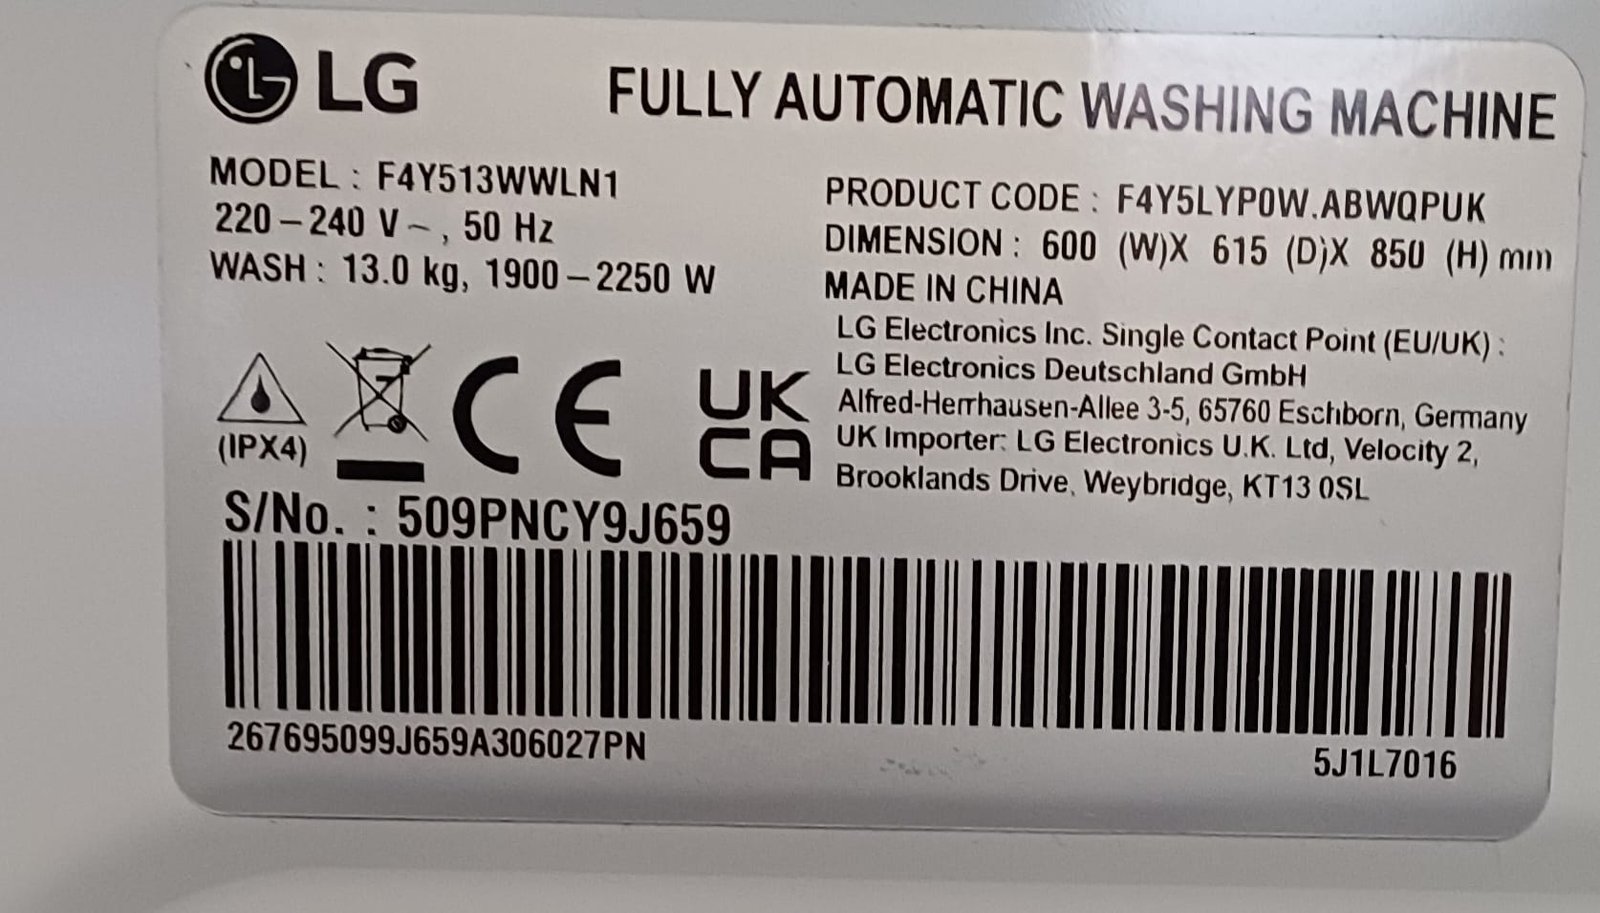 LG
FULLY AUTOMATIC WASHING MACHINE
MODEL : F4Y513WWLN1
220–240 V~, 50 Hz
WASH : 13.0 kg, 1900–2250 W
PRODUCT CODE : F4Y5LYP0W.ABWQPUK
DIMENSION : 600 (W)X 615 (D)X 850 (H) mm
MADE IN CHINA
LG Electronics Inc. Single Contact Point (EU/UK) :
LG Electronics Deutschland GmbH
Alfred-Herrhausen-Allee 3-5, 65760 Eschborn, Germany
UK Importer: LG Electronics U.K. Ltd, Velocity 2,
Brooklands Drive, Weybridge, KT13 0SL
(IPX4)
CE
UK
CA
S/No. : 509PNCY9J659
267695099J659A306027PN
5J1L7016